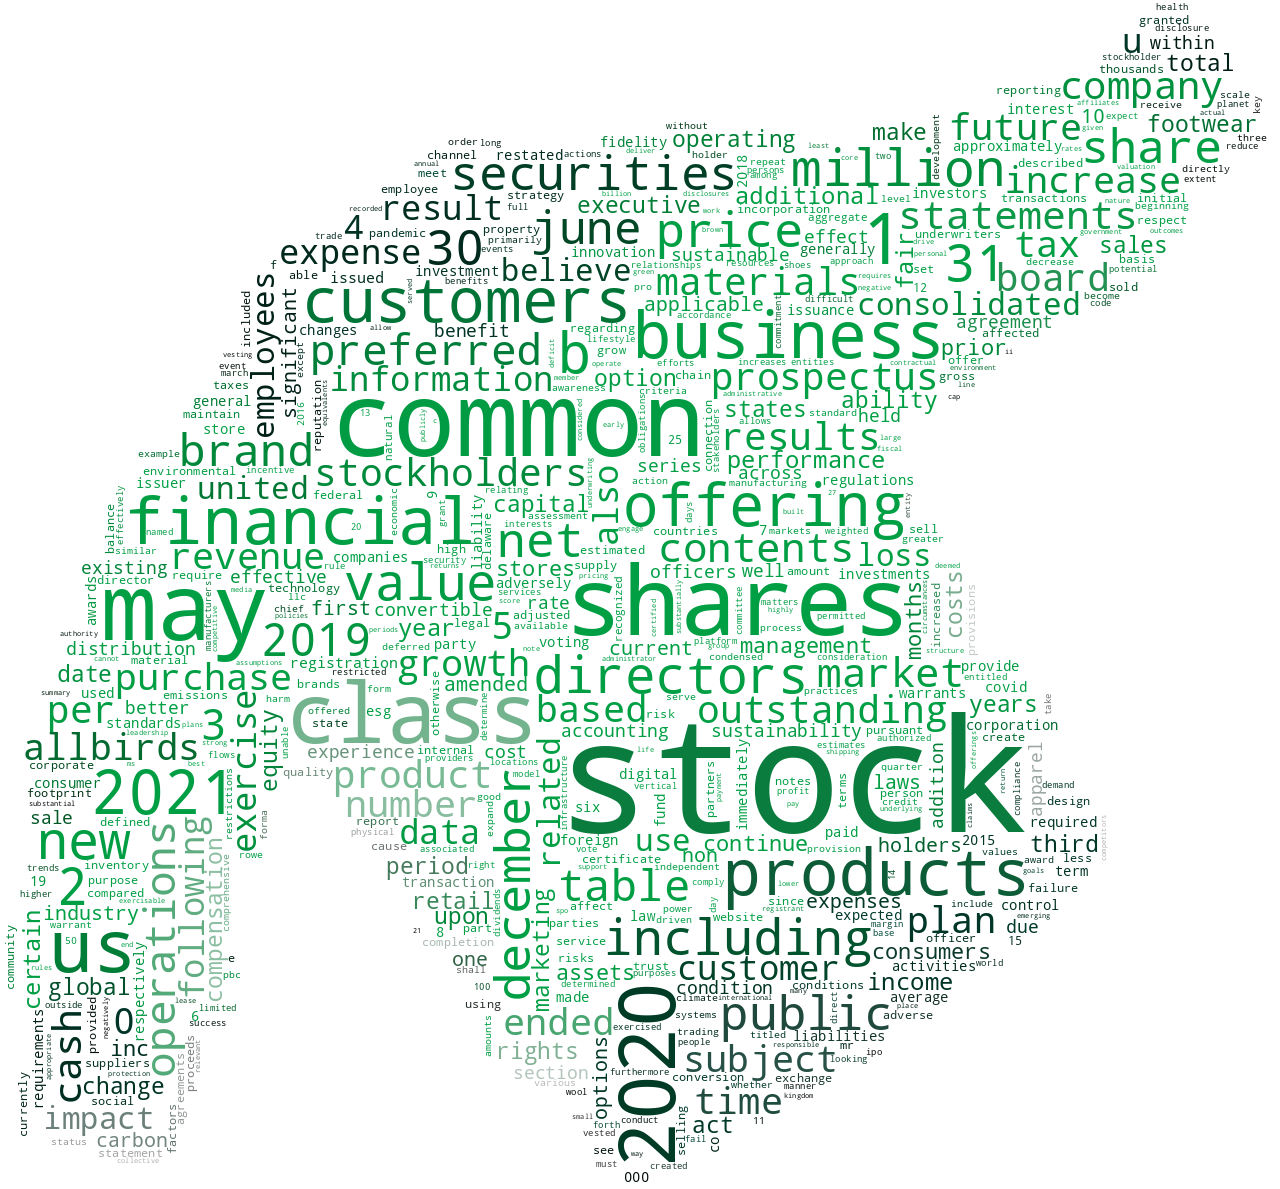 health
granted
disclosure
u within
stockholder
total
thousands
company
reporting
affiliates
scale
planet
receive
actual
key
interest
10
expect
footwear
three
reduce
without
order long
fidelity
operating
make
future
given
approximately
rates
share
channel
restated
actions
deliver
holder
least
core
two
million
development
described
valuation
directly
extent
annual
meet
securities
2018
repeat
persons
among
additional
level
investors
increase
transactions
nature
initial
beginning
employee
strategy
billion
disclosures
executive
incorporation
aggregate
recorded
result
full
work
brown
price
effect
1
statements
government
respect
outcomes
trade
4
pandemic
property
primarily
events
june
innovation
sustainable
generally
underwriters
drive
personal
fair
tax
sales
expense
30
relationships
resources
shoes
approach
31
decrease
basis
f
able
issued
investment
benefits
believe
green
pro
materials
requires
negative
set
12
board
sold
potential
employees
included
significant
served
customers
applicable
difficult
issuance
consolidated
become
code
changes
allow
benefit
regarding
lifestyle
accordance
commitment
agreement
affected
vesting
event
march
except
preferred
b
deficit
grow
business
contractual
prior
ii
taxes
reputation
equivalents
information
operate
member
awareness
option
efforts
chain
increases entities
prospectus
offer
environment
gross
line
general
maintain
store
2016
13
natural
publicly
c
common
considered
early
criteria
obligations
25
connection
stakeholders
administrative
states
allows
standard
ability
held
cap
example
brand
results
large
fiscal
environmental
incentive
stockholders
series
performance
across
issuer
united
federal
economic
9
relating
capital
underwriting
also
action
manufacturing
regulations
balance
effectively
named
similar
financial
20
grant
liability
interests
assessment
delaware
engage
offering
days
built
27
entity
countries
7 markets
weighted
sell
greater
existing
revenue
rule
companies
high
security
returns
net
estimated
contents
loss
director
require
effective
technology
media
value
stores
supply
adversely
pricing
services
officers
well
amount
investments
deemed
awards
may
manufacturers
competitive
llc
chief
policies
first
convertible
score
rate
adjusted
available
recognized
shares
certified
substantially
committee
matters
highly
permitted
process
months
increased
circumstances
costs
provisions
authority
2019
periods
year
legal
5
voting
distribution
cannot
material
assumptions
registration
deferred
party
note
current
administrator
platform
group
condensed
management
consideration
structure
date
purchase
brands
restricted
growth
directors
market
provide
entitled
summary
used
emissions
harm
form
amended
serve
practices
warrants
covid
per
better
standards
plans
leadership
3
strong
exercise
equity
unable
offered
state
class
esg
otherwise
determine
based
risk
outstanding
years
take
allbirds
flows
experience
internal
providers
cost
accounting
sustainability
pursuant
authorized
corporation
create
corporate
ms
best
quality
product
locations
model
related
infrastructure
life
stock
estimates
shipping
offerings
consumer
footprint
substantial
2021
restrictions
number
good
expands
digital
vertical
six
fund
partners
payment
immediately
notes
profit
pay
terms
quarter
laws
person
credit
underlying
addition
claims
return
compliance
apparel
demand
design
sale
defined
forma
report
physical
data
associated
foreign
use
continue
paid
provision
holders
2015
values
required
third
competitors
new
operations
following
rowe
cause
period
right
december
vote
support
certificate
non
independent
award
less
goals
term
trends
19
higher
inventory
purpose
compared
exercisable
2
compensation
comprehensive
transaction
retail
table
comply
lower
products
14
failure
industry
warrant
upon
dividends
spo
affect
power
day
since
registrant
expenses
include
control
emerging
community
certain
50
us
end
21
8
part
completion
marketing
parties
law
driven
website
expected
margin
base
plan
due
officer
15
rules
respectively
e
pbc
one
shall
service
risks
including
consumers
global
lease
100
assets
trust
purposes
customer
conditions
activities
world
outside
provided
negatively
6
limited
success
using
made
determined
condition
climate
international
many
income
average
place
adverse
cash
0
requirements
appropriate
inc
amounts
ended
exercised
systems
trading
people
public
direct
titled
liabilities
currently
suppliers
protection
agreements
proceeds
relevant
rights
furthermore
2020
subject
responsible
mr
looking
ipo
change
social
section
various
wool
options
conversion
whether
exchange
manner
kingdom
impact
factors
small
forth
vested
conduct
time
11
status
carbon
statement
collective
see
must
way
selling
fail
act
co
created
000